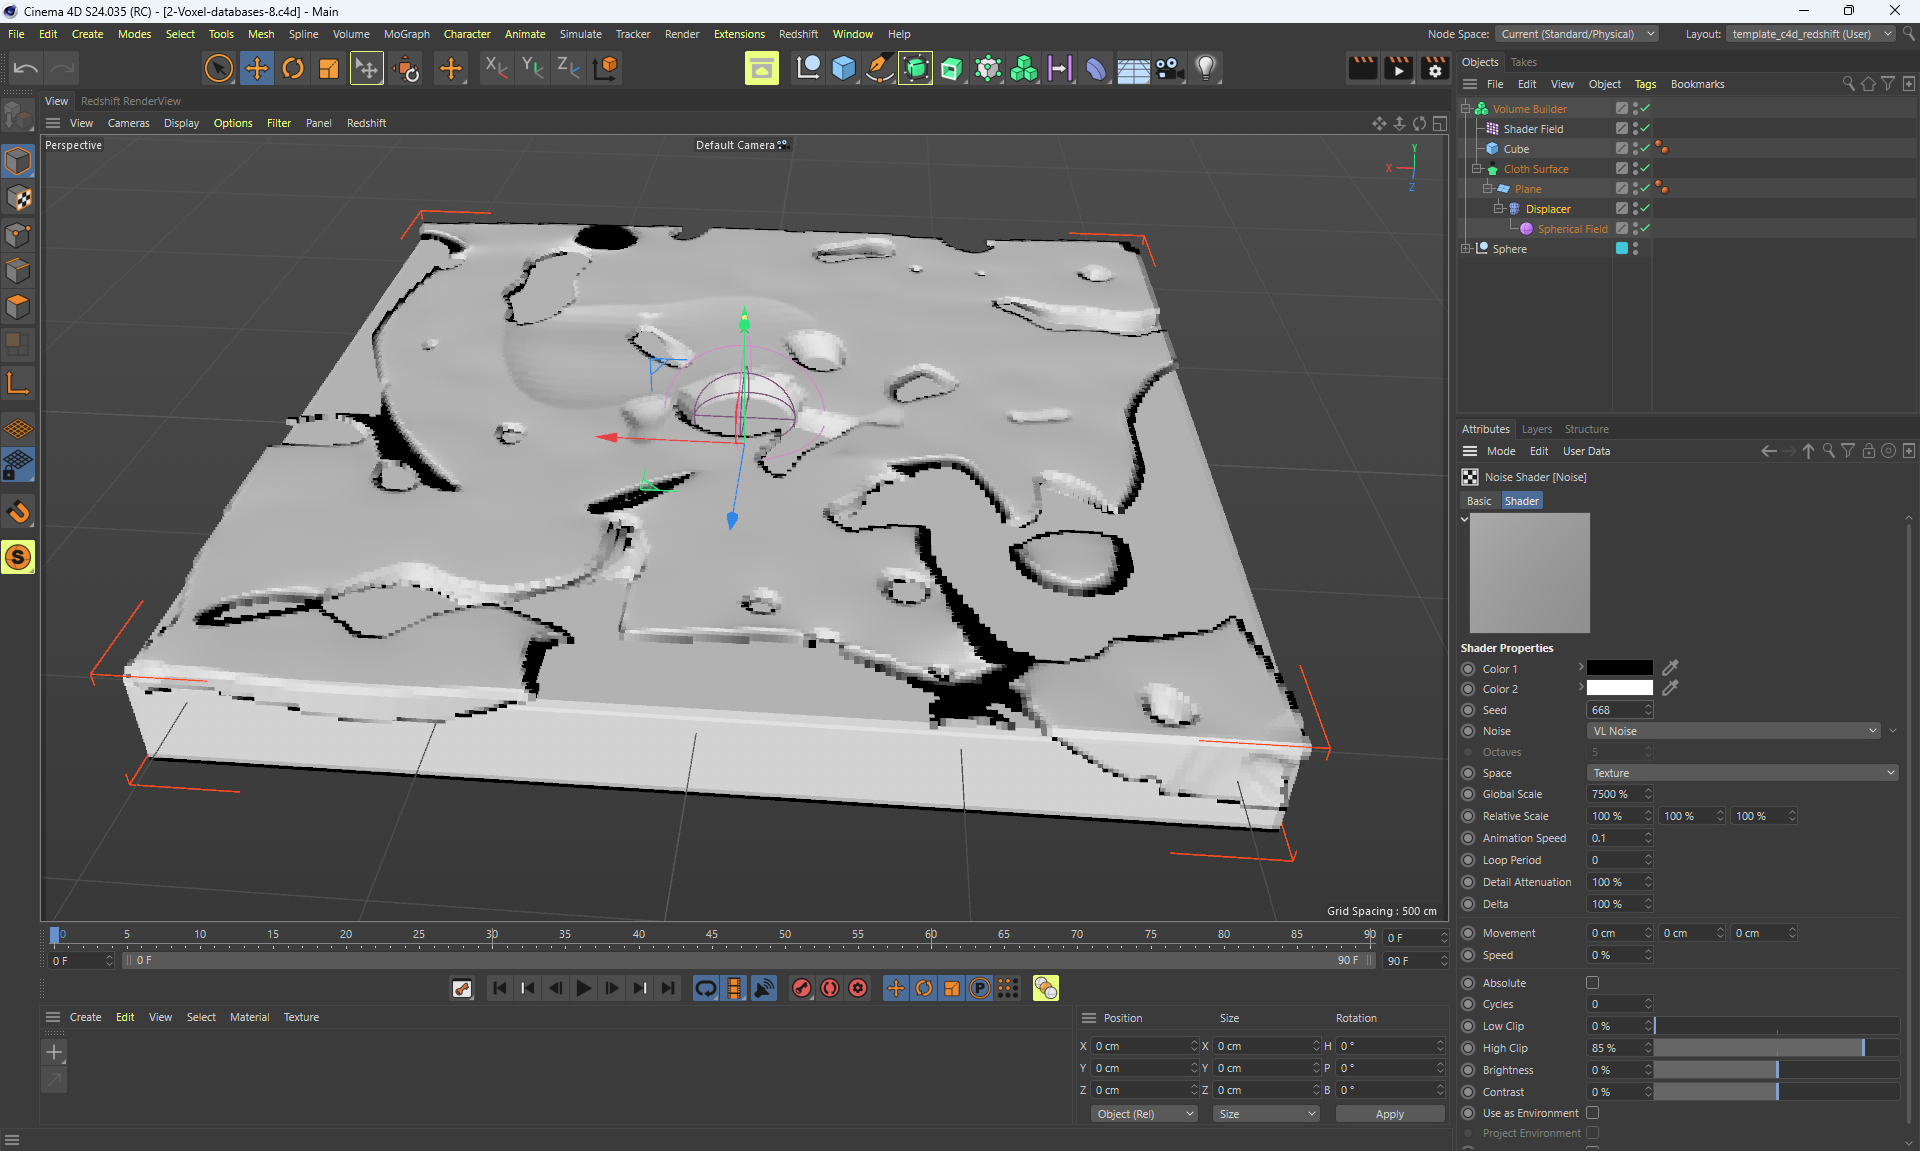 Cinema 4D S24.035 (RC) - [2-Voxel-databases-8.c4d] - Main
File Edit Create Modes Select Tools Mesh Spline Volume MoGraph Character Animate Simulate Tracker Render Extensions Redshift Window Help
Node Space: Current (Standard/Physical) Layout: template_c4d_redshift (User)
X Y Z
Objects Takes
File Edit View Object Tags Bookmarks
View Redshift RenderView
View Cameras Display Options Filter Panel Redshift
Perspective
Default Camera
Y
X
Z
Volume Builder
Shader Field
Cube
Cloth Surface
Plane
Displacer
Spherical Field
Sphere
Attributes Layers Structure
Mode Edit User Data
Noise Shader [Noise]
Basic Shader
Shader Properties
Color 1
Color 2
Seed 668
Noise VL Noise
Octaves 5
Space Texture
Global Scale 7500 %
Relative Scale 100 % 100 % 100 %
Animation Speed 0.1
Loop Period 0
Detail Attenuation 100 %
Delta 100 %
Movement 0 cm 0 cm 0 cm
Speed 0 %
Absolute
Cycles 0
Low Clip 0 %
High Clip 85 %
Brightness 0 %
Contrast 0 %
Use as Environment
Project Environment
Grid Spacing : 500 cm
0 5 10 15 20 25 30 35 40 45 50 55 60 65 70 75 80 85 90 0 F
0 F 0 F 90 F 90 F
P
S
Create Edit View Select Material Texture
Position Size Rotation
X 0 cm X 0 cm H 0 °
Y 0 cm Y 0 cm P 0 °
Z 0 cm Z 0 cm B 0 °
Object (Rel) Size Apply